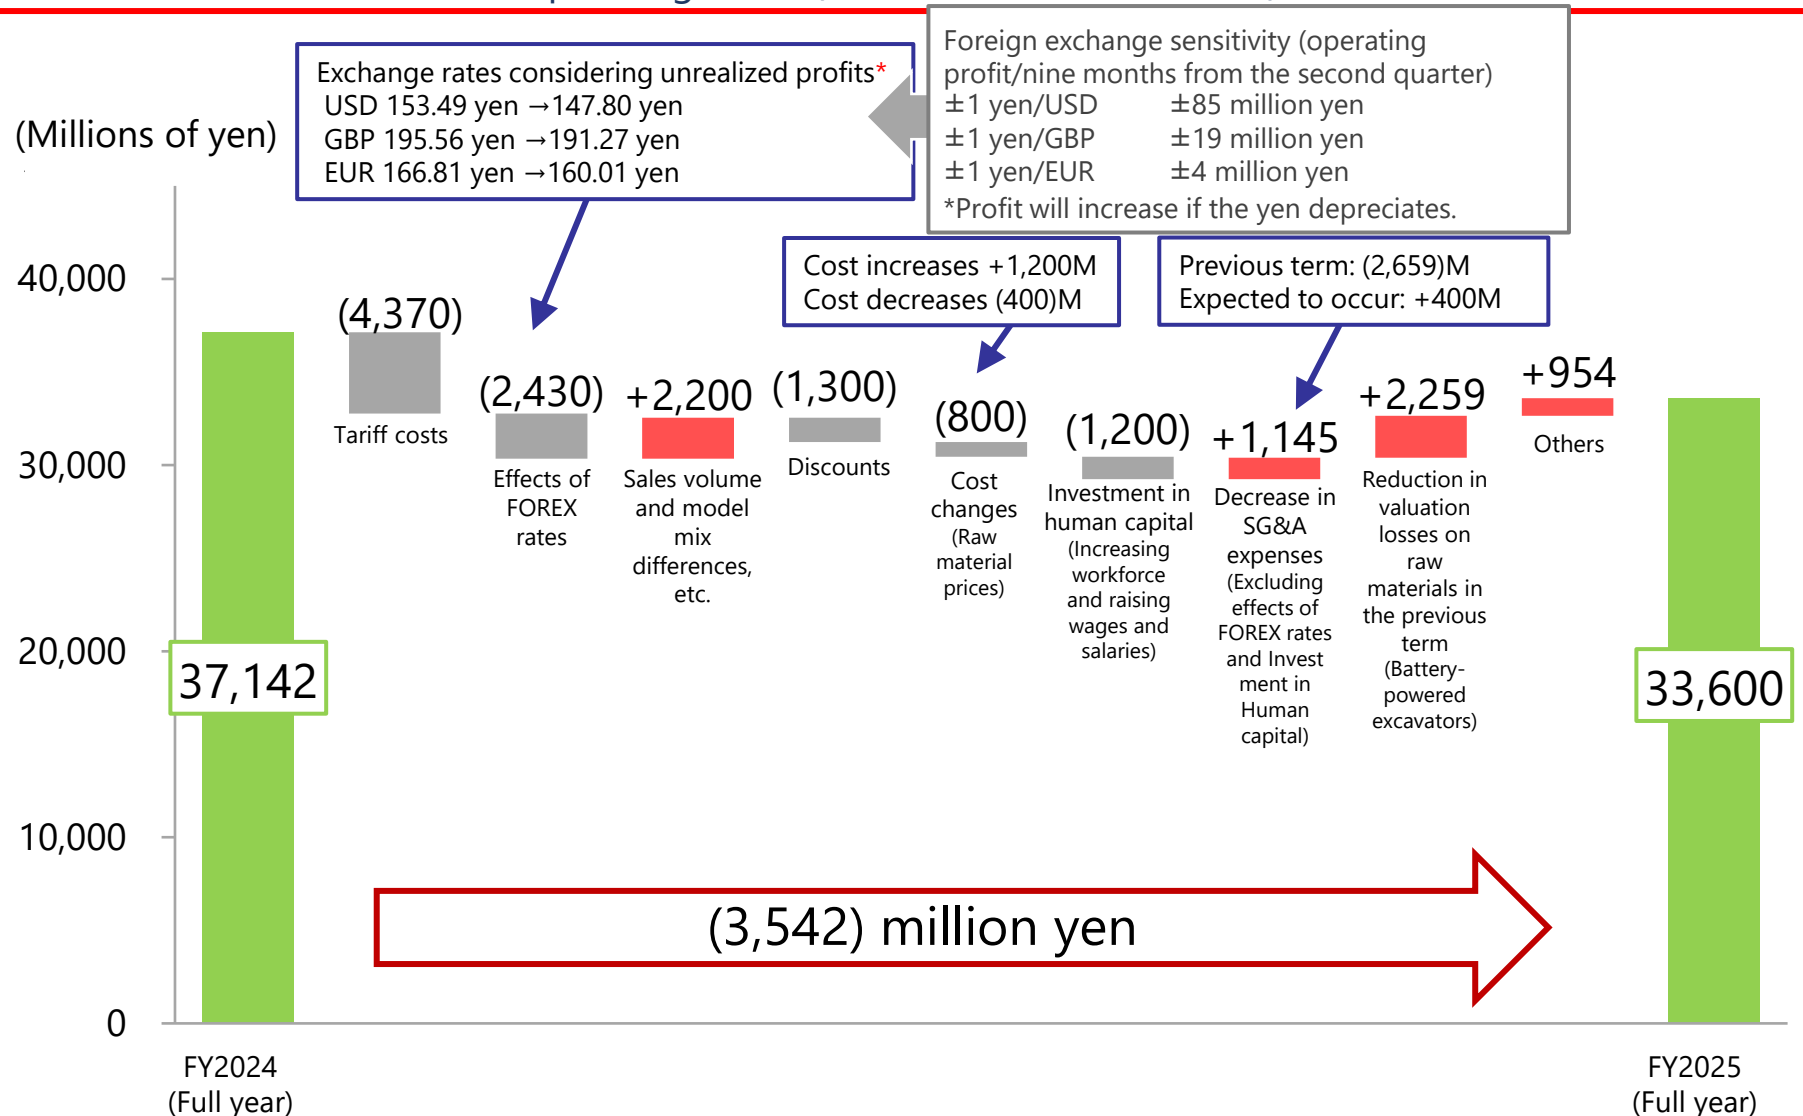 Exchange rates considering unrealized profits*
USD 153.49 yen →147.80 yen
GBP 195.56 yen →191.27 yen
EUR 166.81 yen →160.01 yen
Foreign exchange sensitivity (operating
profit/nine months from the second quarter)
±1 yen/USD ±85 million yen
±1 yen/GBP ±19 million yen
±1 yen/EUR ±4 million yen
*Profit will increase if the yen depreciates.
(Millions of yen)
Cost increases +1,200M
Cost decreases (400)M
Previous term: (2,659)M
Expected to occur: +400M
40,000
30,000
20,000
10,000
0
37,142
(4,370)
Tariff costs
(2,430)
Effects of
FOREX
rates
+2,200
Sales volume
and model
mix
differences,
etc.
(1,300)
Discounts
(800)
Cost
changes
(Raw
material
prices)
(1,200)
Investment in
human capital
(Increasing
workforce
and raising
wages and
salaries)
+1,145
Decrease in
SG&A
expenses
(Excluding
effects of
FOREX rates
and Invest
ment in
Human
capital)
+2,259
Reduction in
valuation
losses on
raw
materials in
the previous
term
(Battery-
powered
excavators)
+954
Others
33,600
(3,542) million yen
FY2024
(Full year)
FY2025
(Full year)